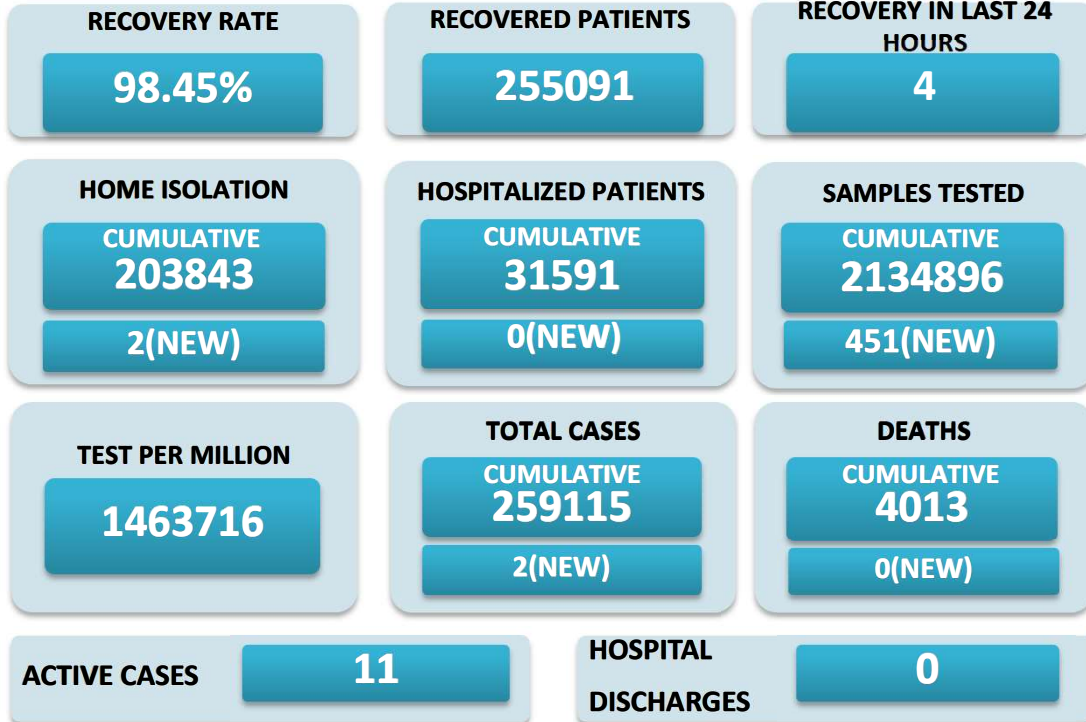 RECOVERY RATE
98.45%
RECOVERED PATIENTS
255091
RECOVERY IN LAST 24
HOURS
4
HOME ISOLATION
CUMULATIVE
203843
2(NEW)
HOSPITALIZED PATIENTS
CUMULATIVE
31591
0(NEW)
SAMPLES TESTED
CUMULATIVE
2134896
451(NEW)
TEST PER MILLION
1463716
TOTAL CASES
CUMULATIVE
259115
2(NEW)
DEATHS
CUMULATIVE
4013
0(NEW)
ACTIVE CASES
11
HOSPITAL
DISCHARGES
0